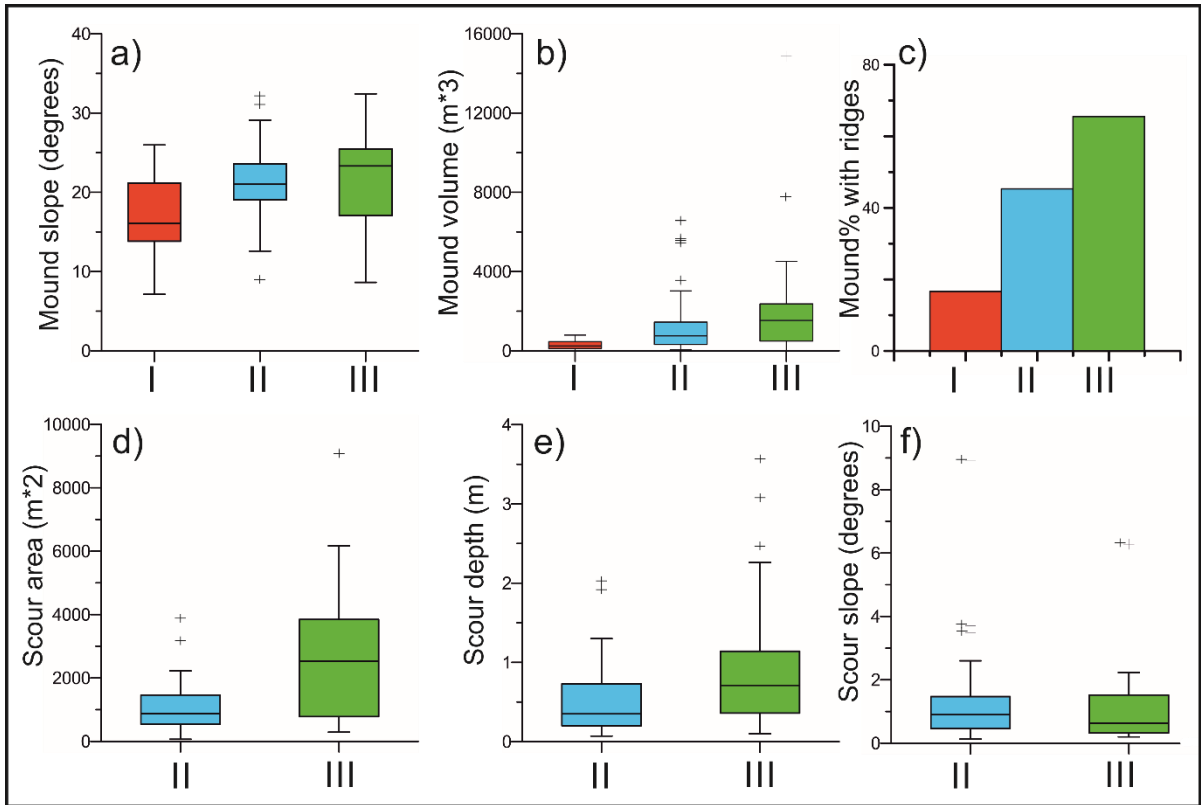 a)
Mound slope (degrees)
40
30
20
10
0
I II III
b)
Mound volume (m*3)
16000
12000
8000
4000
0
I II III
c)
Mound% with ridges
80
40
0
I II III
d)
Scour area (m*2)
10000
8000
6000
4000
2000
0
II III
e)
Scour depth (m)
4
3
2
1
0
II III
f)
Scour slope (degrees)
10
8
6
4
2
0
II III